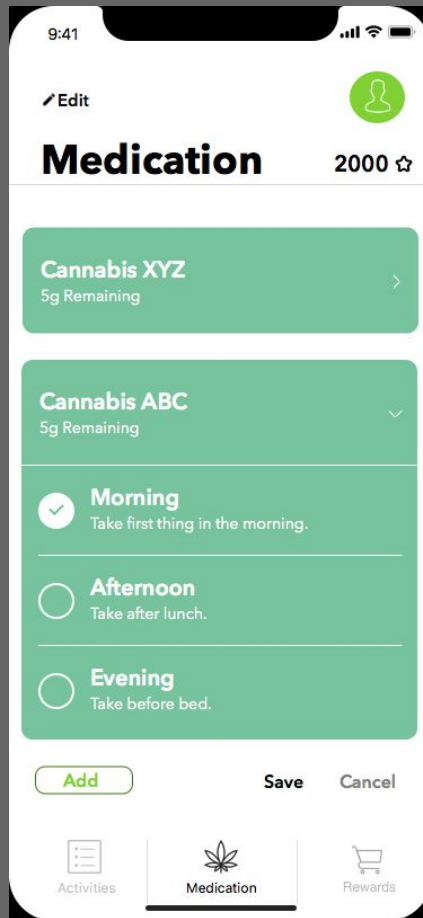 9:41
Edit
Medication
2000
Cannabis XYZ
5g Remaining
Cannabis ABC
5g Remaining
Morning
Take first thing in the morning.
Afternoon
Take after lunch.
Evening
Take before bed.
Add Save Cancel
Activities Medication Rewards